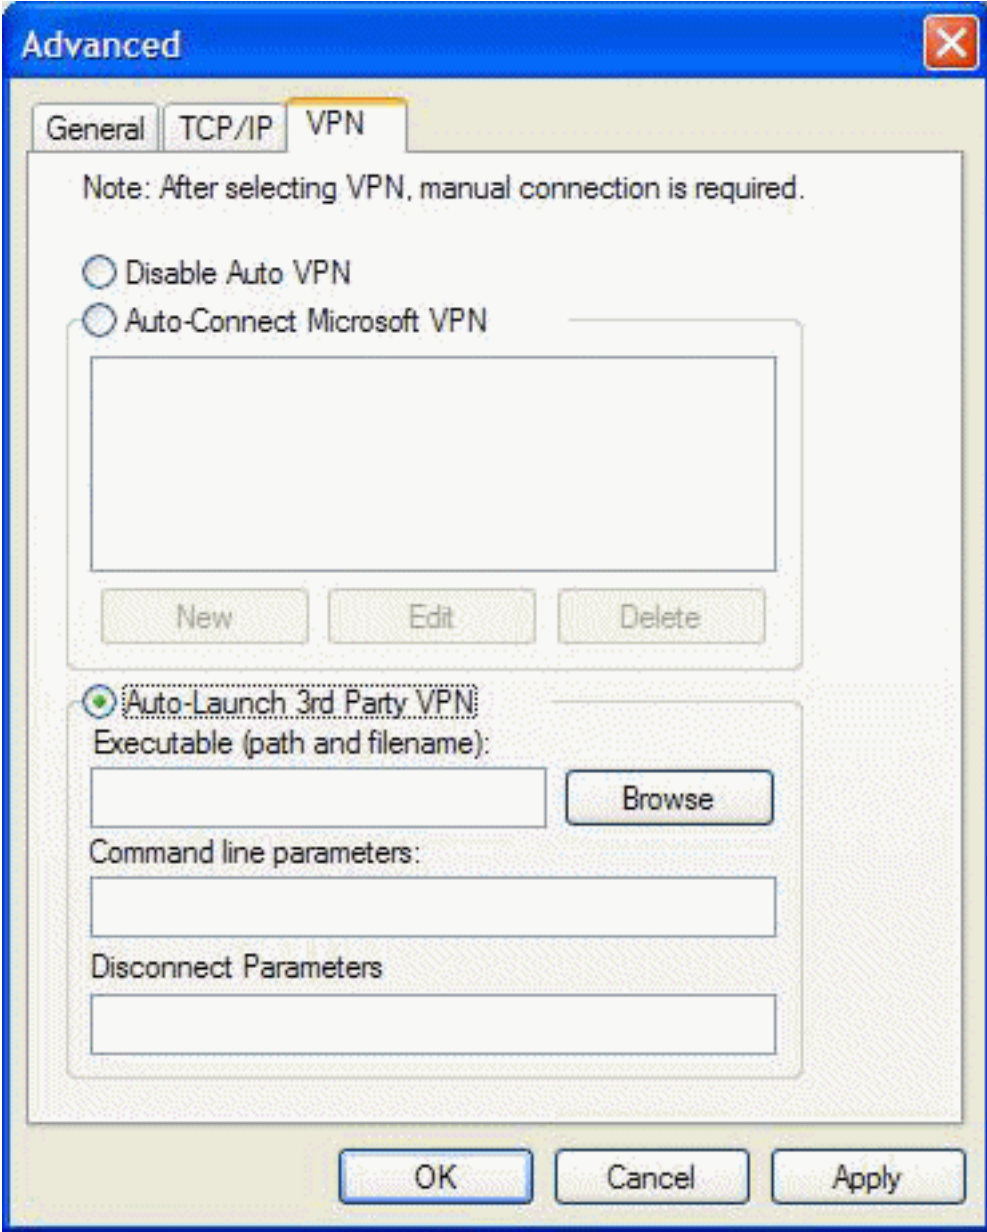 Advanced
General TCP/IP VPN
Note: After selecting VPN, manual connection is required.
Disable Auto VPN
Auto-Connect Microsoft VPN
New Edit Delete
Auto-Launch 3rd Party VPN
Executable (path and filename):
Browse
Command line parameters:
Disconnect Parameters
OK Cancel Apply